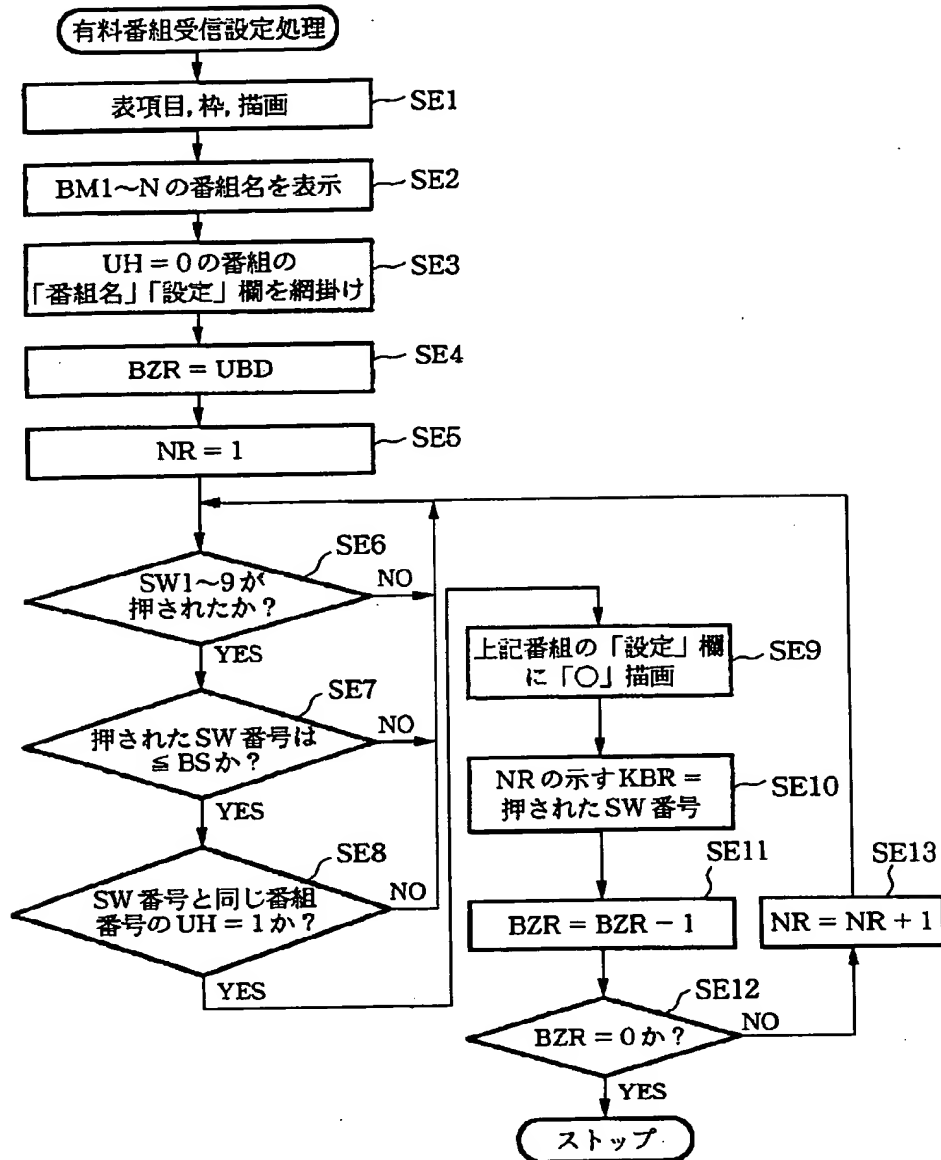 有料番組受信設定処理
表項目,枠,描画
SE1
BM1~Nの番組名を表示
SE2
UH=0の番組の
「番組名」「設定」欄を網掛け
SE3
BZR=UBD
SE4
NR=1
SE5
SW1~9が
押されたか?
SE6
NO
YES
押されたSW番号は
≦BSか?
SE7
NO
YES
SW番号と同じ番組
番号のUH=1か?
SE8
NO
YES
上記番組の「設定」欄
に「○」描画
SE9
NRの示すKBR=
押されたSW番号
SE10
BZR=BZR-1
SE11
BZR=0か?
SE12
NO
YES
NR=NR+1
SE13
ストップ